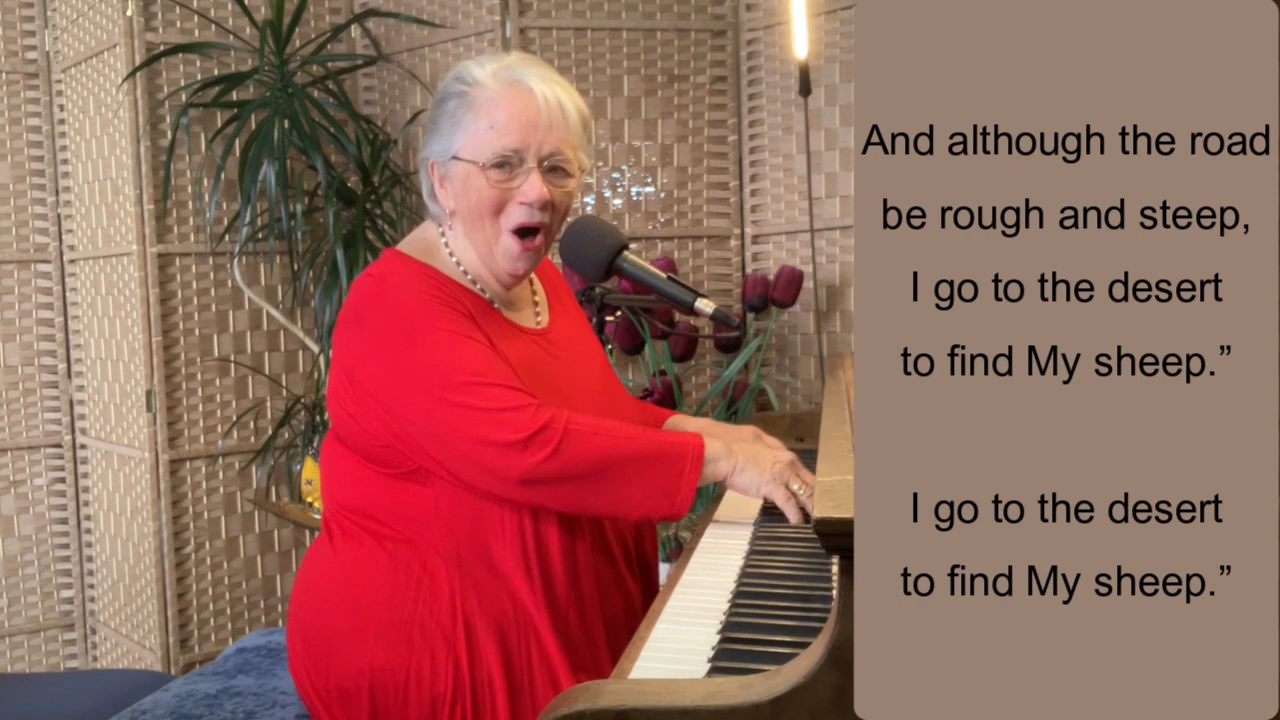 And although the road
be rough and steep,
I go to the desert
to find My sheep.”
I go to the desert
to find My sheep.”